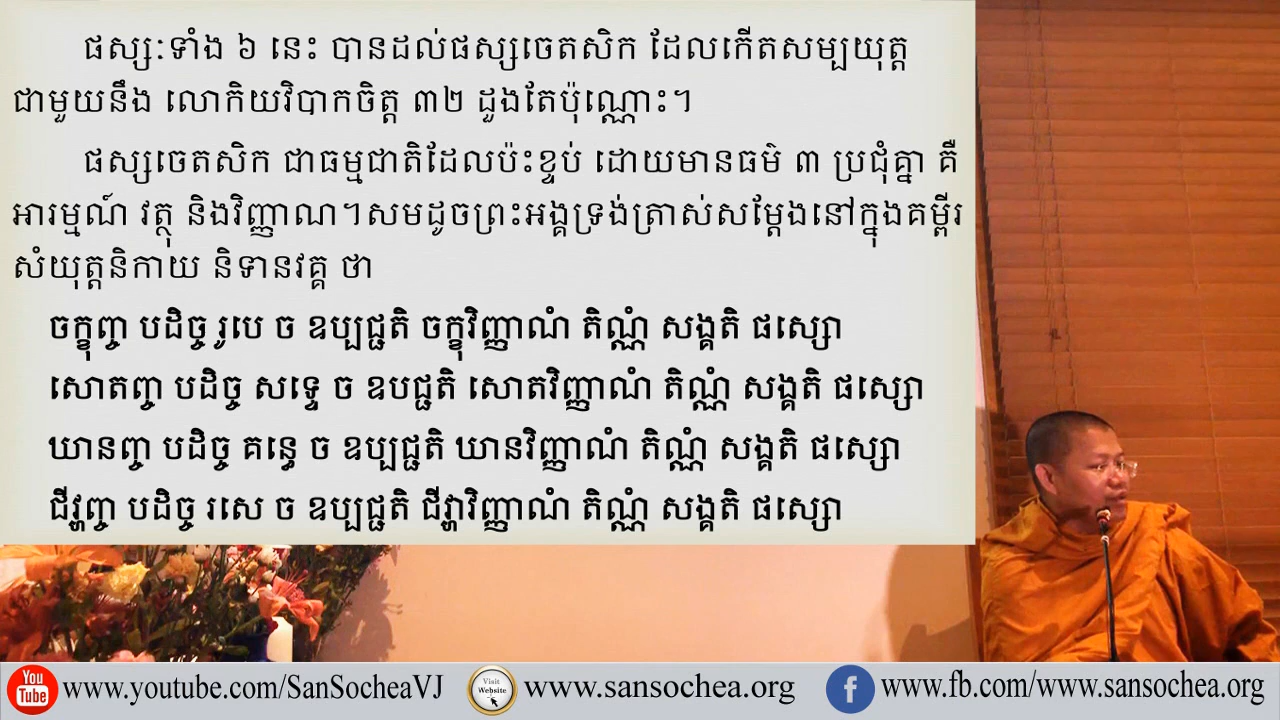 ផស្សៈទាំង ៦ នេះ បានដល់ផស្សចេតសិក ដែលកើតសម្បយុត្ត
ជាមួយនឹង លោកិយវិបាកចិត្ត ៣២ ដួងតែប៉ុណ្ណោះ។
ផស្សចេតសិក ជាធម្មជាតិដែលប៉ះខ្ទប់ ដោយមានធម៌ ៣ ប្រជុំគ្នា គឺ
អារម្មណ៍ វត្ថុ និងវិញ្ញាណ។សមដូចព្រះអង្គទ្រង់ត្រាស់សម្តែងនៅក្នុងគម្ពីរ
សំយុត្តនិកាយ និទានវគ្គ ថា
ចក្ខុញ្ច បដិច្ច រូបេ ច ឧប្បជ្ជតិ ចក្ខុវិញ្ញាណំ តិណ្ណំ សង្គតិ ផស្សោ
សោតញ្ច បដិច្ច សទ្ទេ ច ឧបជ្ជតិ សោតវិញ្ញាណំ តិណ្ណំ សង្គតិ ផស្សោ
ឃានញ្ច បដិច្ច គន្ធេ ច ឧប្បជ្ជតិ ឃានវិញ្ញាណំ តិណ្ណំ សង្គតិ ផស្សោ
ជីវ្ហញ្ច បដិច្ច រសេ ច ឧប្បជ្ជតិ ជីវ្ហាវិញ្ញាណំ តិណ្ណំ សង្គតិ ផស្សោ
You Tube www.youtube.com/SanSocheaVJ Visit Website www.sansochea.org f www.fb.com/www.sansochea.org